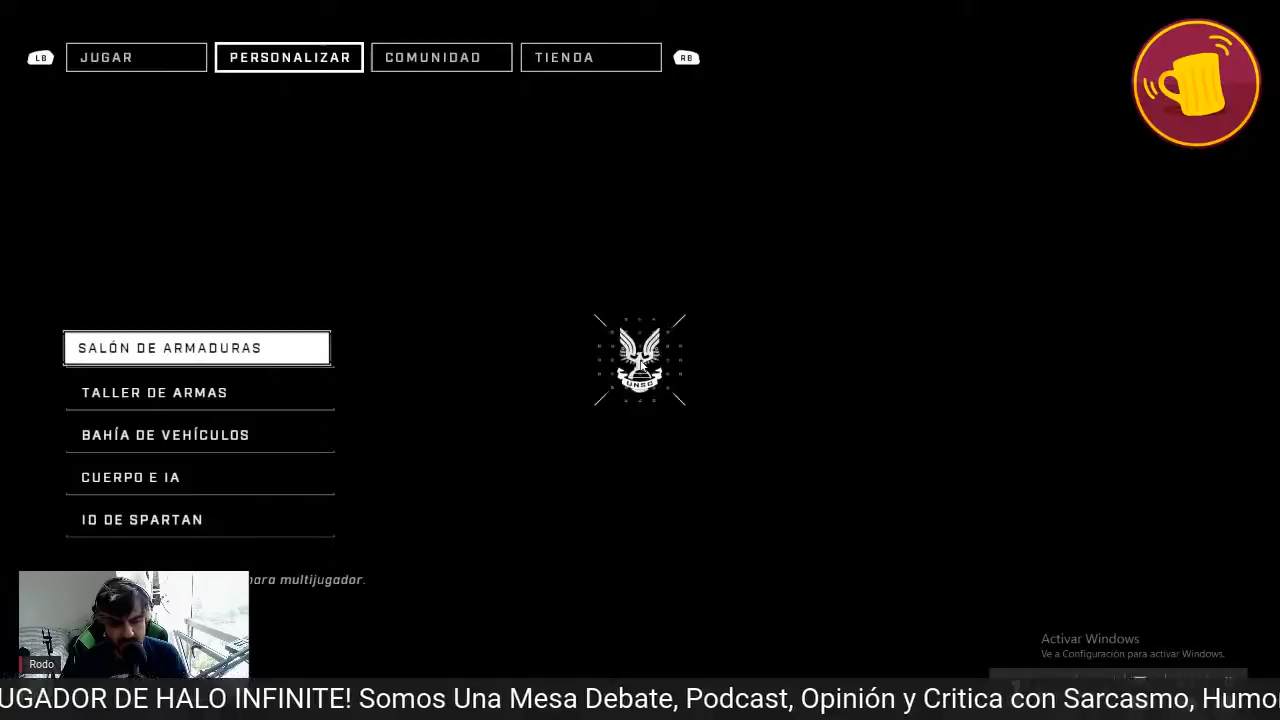 LB JUGAR PERSONALIZAR COMUNIDAD TIENDA RB
SALÓN DE ARMADURAS
TALLER DE ARMAS
BAHÍA DE VEHÍCULOS
CUERPO E IA
ID DE SPARTAN
UNSC
para multijugador.
Rodo
Activar Windows
Ve a Configuración para activar Windows.
UGADOR DE HALO INFINITE! Somos Una Mesa Debate, Podcast, Opinión y Critica con Sarcasmo, Humo